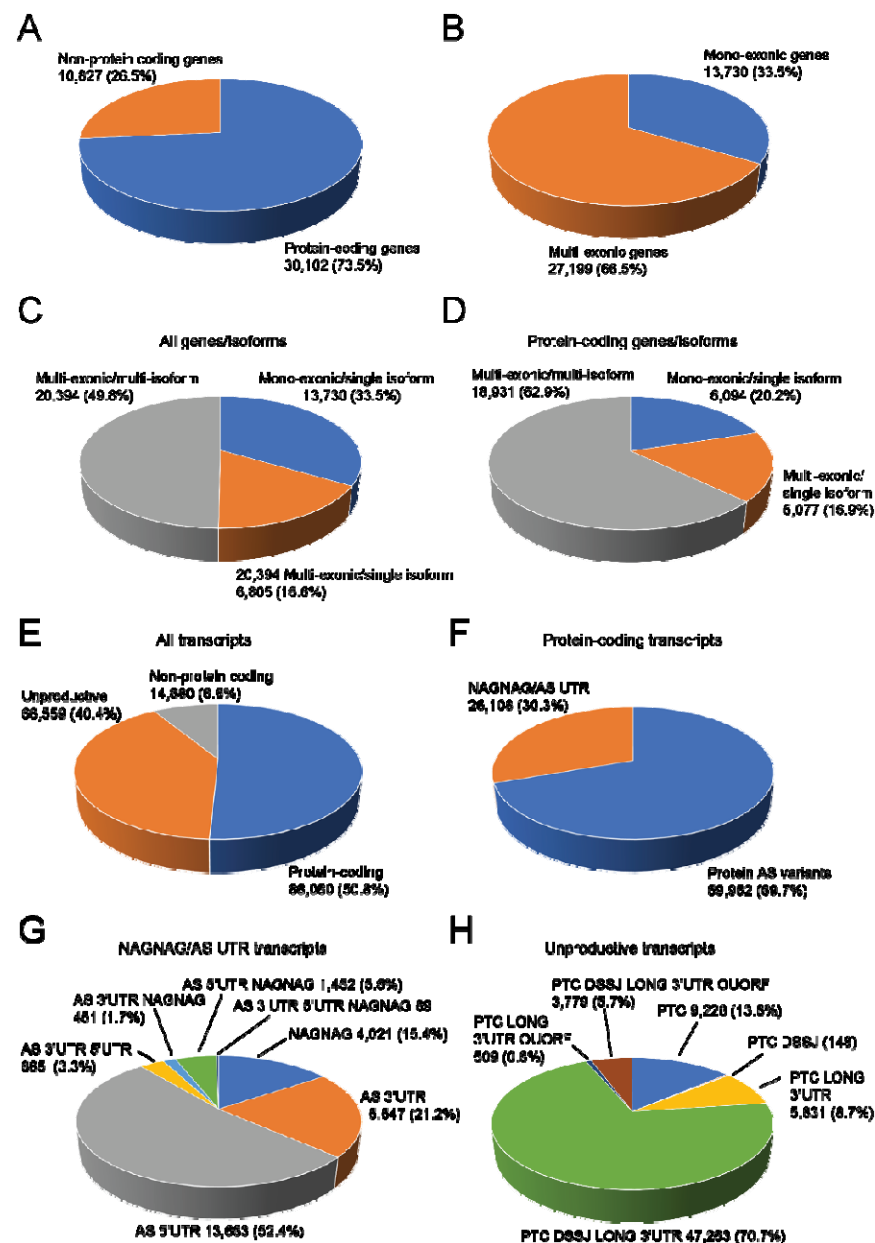 A
Non-protein coding genes
10,827 (26.5%)
Protein-coding genes
30,102 (73.5%)
B
Mono-exonic genes
13,730 (33.5%)
Multi exonic genes
27,199 (66.5%)
C
All genes/isoforms
Multi-exonic/multi-isoform
20,394 (49.8%)
Mono-exonic/single isoform
13,730 (33.5%)
20,394 Multi-exonic/single isoform
6,805 (16.6%)
D
Protein-coding genes/isoforms
Multi-exonic/multi-isoform
18,931 (62.9%)
Mono-exonic/single isoform
6,094 (20.2%)
Multi-exonic/
single isoform
5,077 (16.9%)
E
All transcripts
Non-protein coding
14,880 (8.8%)
Unproductive
68,559 (40.4%)
Protein-coding
86,060 (50.8%)
F
Protein-coding transcripts
NAGNAG/AS UTR
26,108 (30.3%)
Protein AS variants
59,952 (69.7%)
G
NAGNAG/AS UTR transcripts
AS 5'UTR NAGNAG 1,452 (5.6%)
AS 3'UTR NAGNAG
451 (1.7%)
AS 3 UTR 5'UTR NAGNAG 89
NAGNAG 4,021 (15.4%)
AS 3'UTR 5'UTR
865 (3.3%)
AS 3'UTR
5,547 (21.2%)
AS 5'UTR 13,683 (52.4%)
H
Unproductive transcripts
PTC DSSJ LONG 3'UTR OUORF
3,779 (5.7%)
PTC 9,228 (13.8%)
PTC LONG
3'UTR OUORF
509 (0.8%)
PTC DSSJ (148)
PTC LONG
3'UTR
5,831 (8.7%)
PTC DSSJ LONG 3'UTR 47,253 (70.7%)